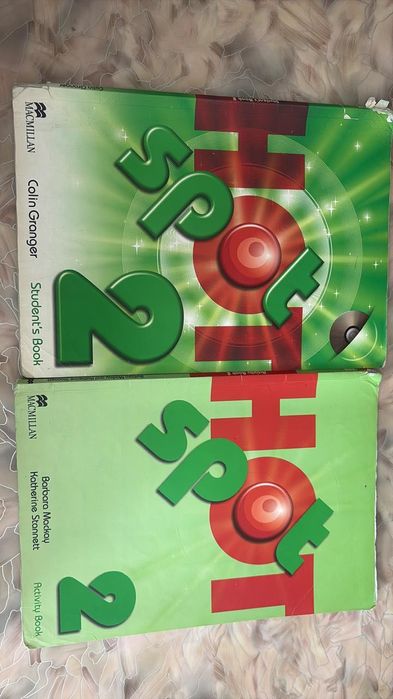 HOT
spot
2
Colin Granger
Student's Book
MACMILLAN
HOT
spot
2
Barbara Mackay
Katherine Stannett
Activity Book
MACMILLAN